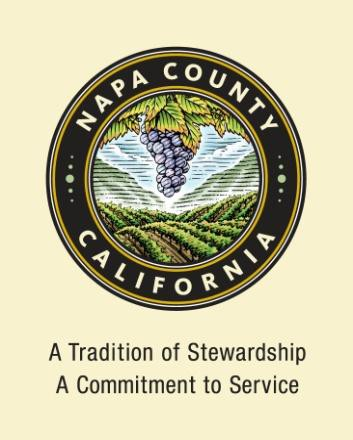 NAPA COUNTY
CALIFORNIA
A Tradition of Stewardship
A Commitment to Service